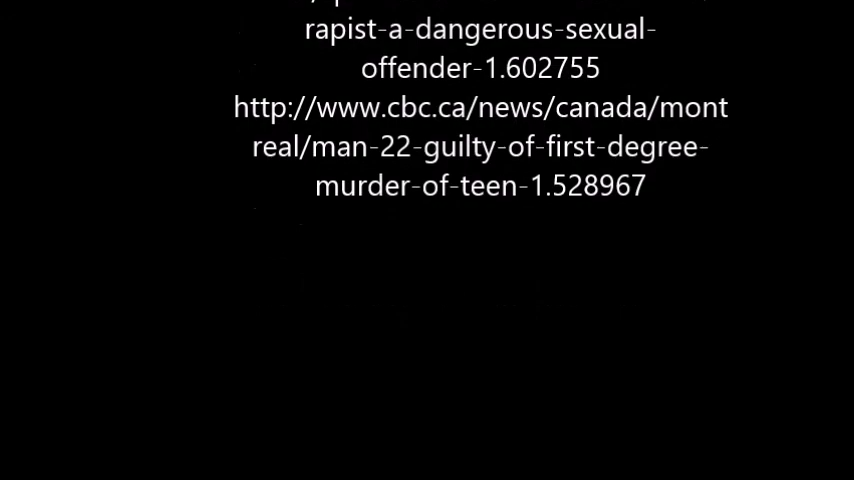 rapist-a-dangerous-sexual-
offender-1.602755
http://www.cbc.ca/news/canada/mont
real/man-22-guilty-of-first-degree-
murder-of-teen-1.528967